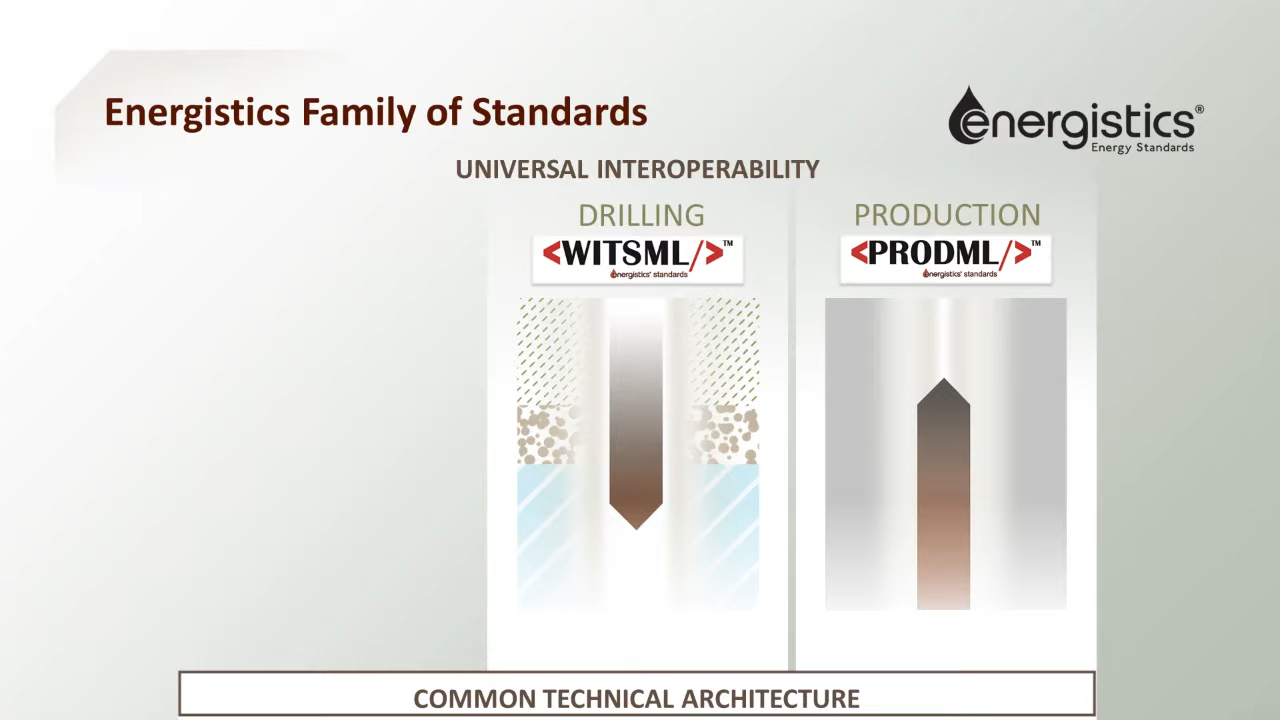 Energistics Family of Standards
energistics®
Energy Standards
UNIVERSAL INTEROPERABILITY
DRILLING
<WITSML/>™
energistics® standards
PRODUCTION
<PRODML/>™
energistics® standards
COMMON TECHNICAL ARCHITECTURE